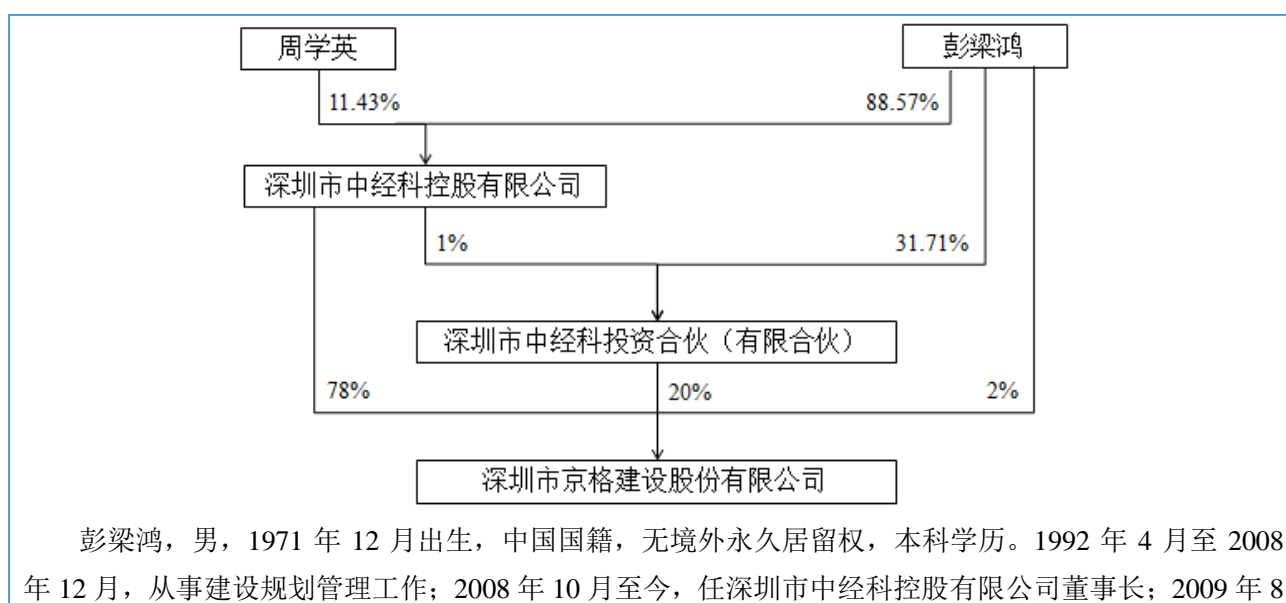 周学英
彭梁鸿
11.43%
88.57%
深圳市中经科控股有限公司
1%
31.71%
深圳市中经科投资合伙（有限合伙）
78%
20%
2%
深圳市京格建设股份有限公司
彭梁鸿，男，1971 年 12 月出生，中国国籍，无境外永久居留权，本科学历。1992 年 4 月至 2008
年 12 月，从事建设规划管理工作；2008 年 10 月至今，任深圳市中经科控股有限公司董事长；2009 年 8